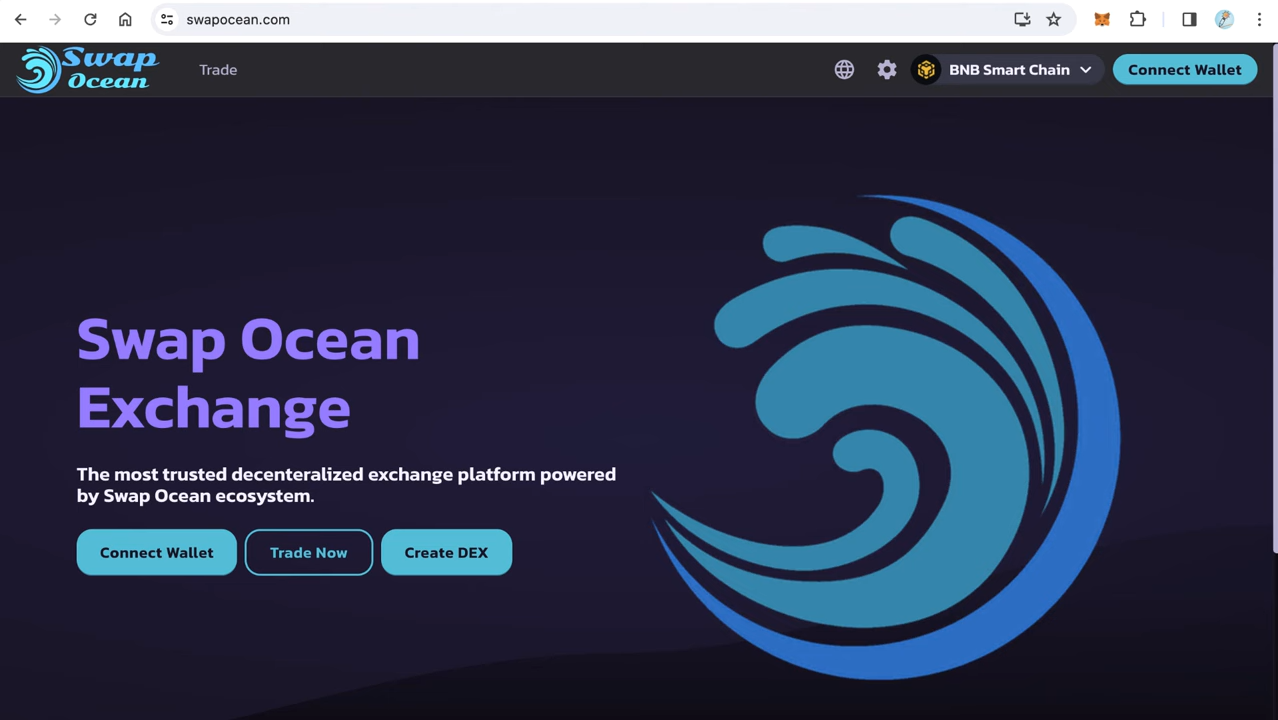 swapocean.com
Swap
Ocean
Trade
BNB Smart Chain
Connect Wallet
Swap Ocean
Exchange
The most trusted decenteralized exchange platform powered
by Swap Ocean ecosystem.
Connect Wallet
Trade Now
Create DEX